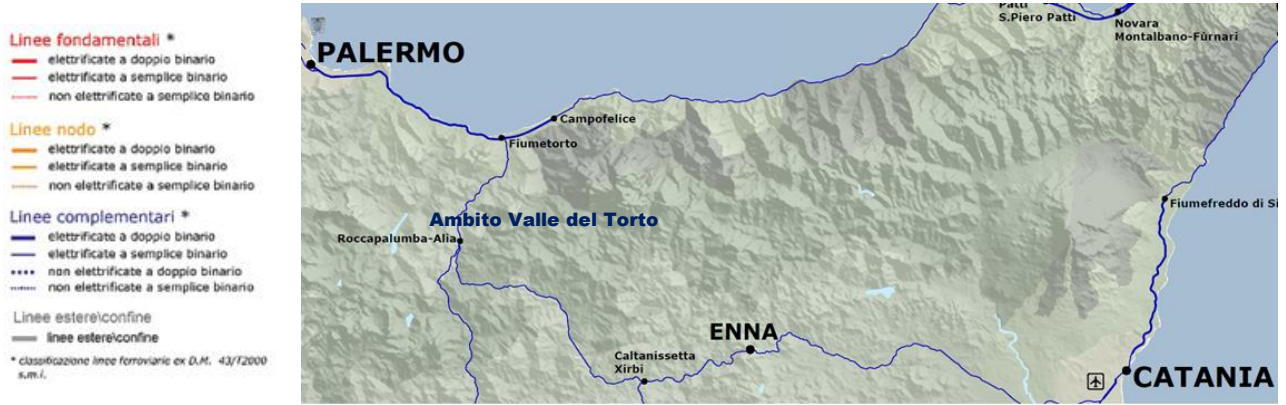 Linee fondamentali *
elettrificate a doppio binario
elettrificate a semplice binario
non elettrificate a semplice binario
Linee nodo *
elettrificate a doppio binario
elettrificate a semplice binario
non elettrificate a semplice binario
Linee complementari *
elettrificate a doppio binario
elettrificate a semplice binario
non elettrificate a doppio binario
non elettrificate a semplice binario
Linee estere\confine
linee estere\confine
* classificazione linee ferroviarie ex D.M. 43/T2000
s.m.i.
Patti
S.Piero Patti
Novara
Montalbano-Fùrnari
PALERMO
Campofelice
Fiumetorto
Fiumefreddo di Si
Ambito Valle del Torto
Roccapalumba-Alia
ENNA
Caltanissetta
Xirbi
CATANIA